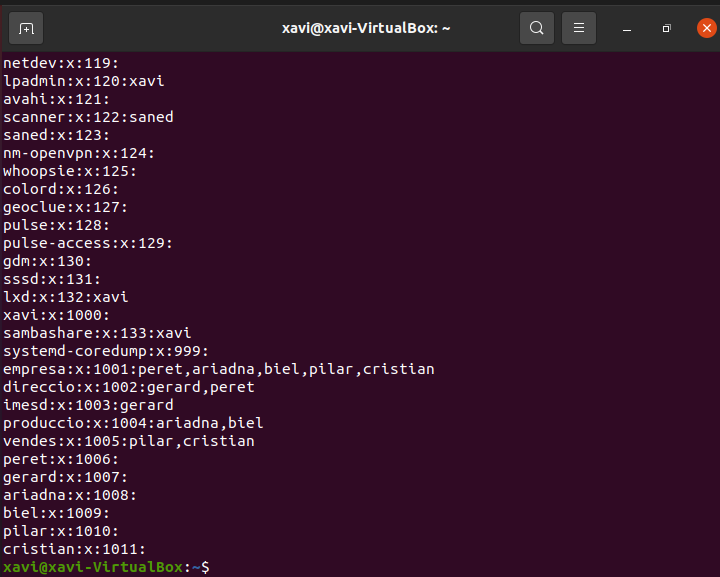 xavi@xavi-VirtualBox: ~
netdev:x:119:
lpadmin:x:120:xavi
avahi:x:121:
scanner:x:122:saned
saned:x:123:
nm-openvpn:x:124:
whoopsie:x:125:
colord:x:126:
geoclue:x:127:
pulse:x:128:
pulse-access:x:129:
gdm:x:130:
sssd:x:131:
lxd:x:132:xavi
xavi:x:1000:
sambashare:x:133:xavi
systemd-coredump:x:999:
empresa:x:1001:peret,ariadna,biel,pilar,cristian
direccio:x:1002:gerard,peret
imesd:x:1003:gerard
produccio:x:1004:ariadna,biel
vendes:x:1005:pilar,cristian
peret:x:1006:
gerard:x:1007:
ariadna:x:1008:
biel:x:1009:
pilar:x:1010:
cristian:x:1011:
xavi@xavi-VirtualBox:~$